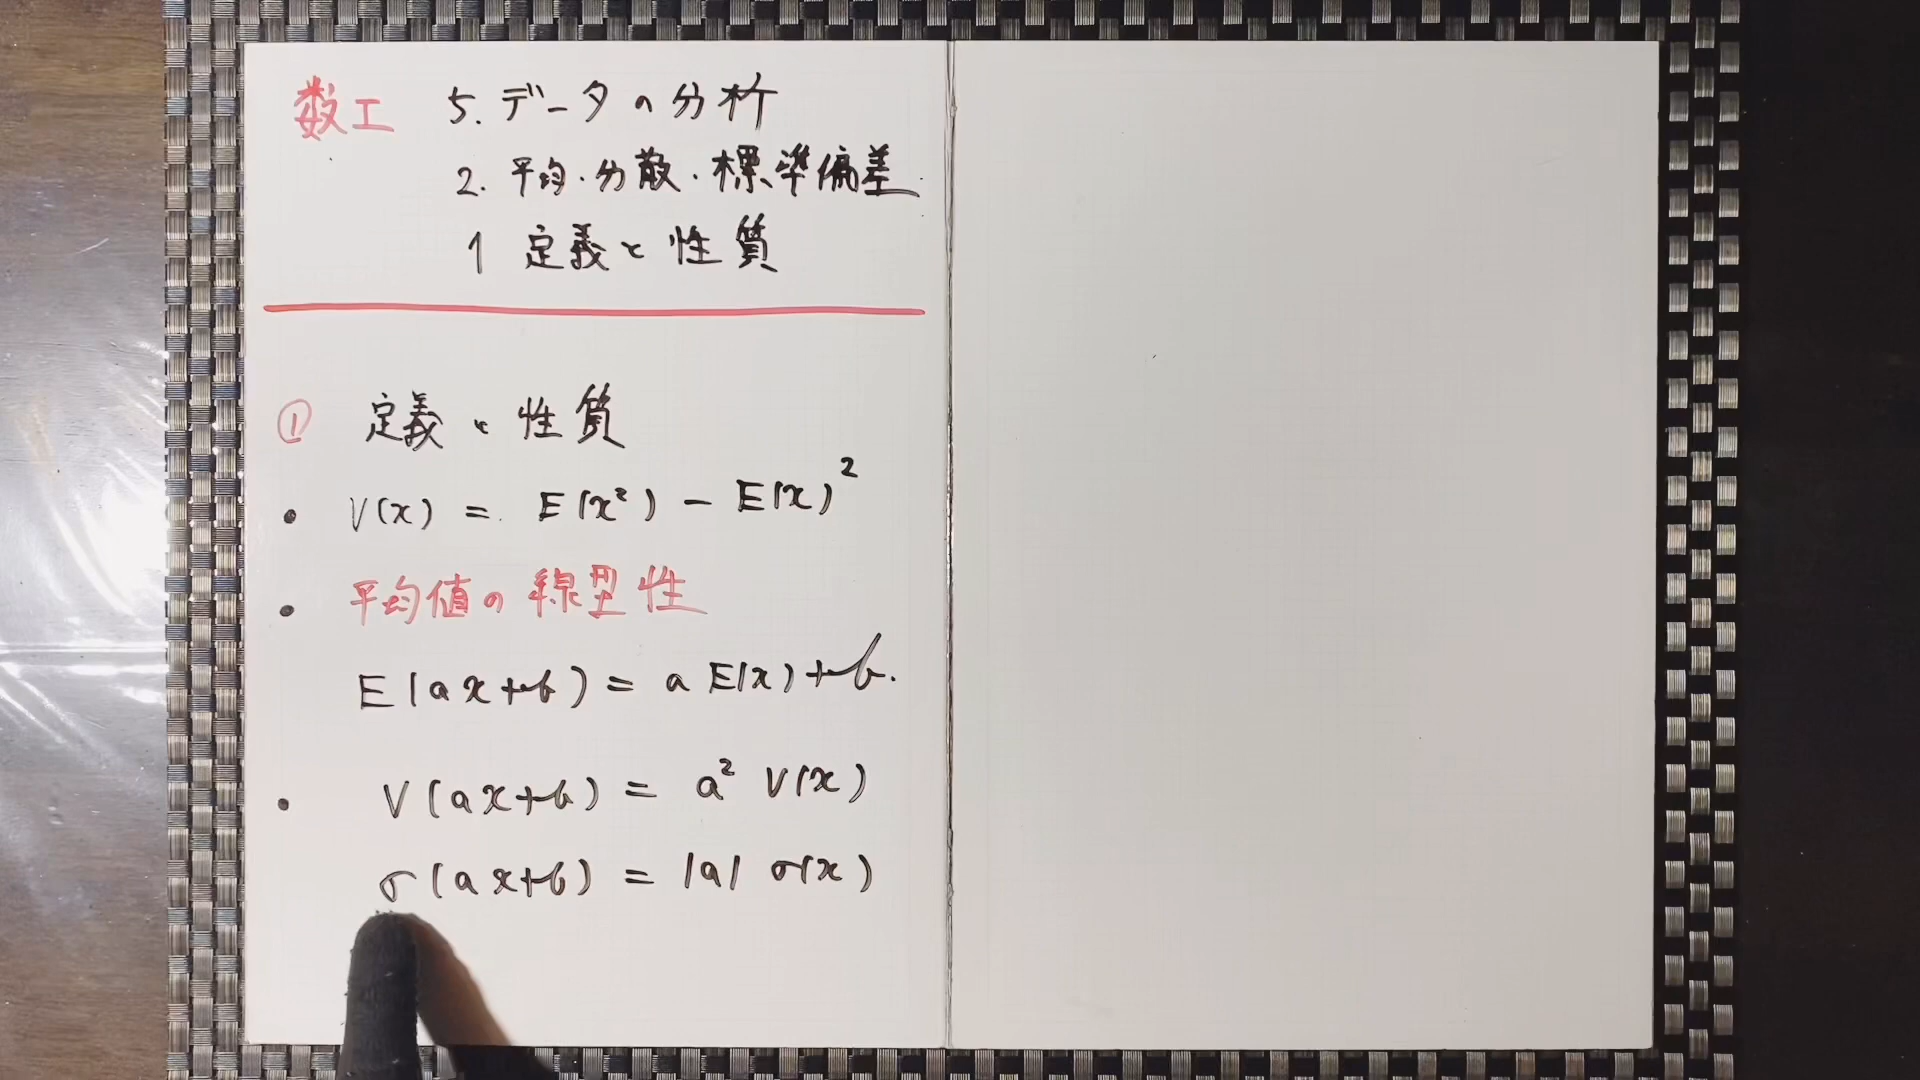 数I 5. データの分析
2. 平均・分散・標準偏差
1 定義と性質
① 定義と性質
• V(x) = E(x²) - E(x)²
• 平均値の線型性
E(ax+b) = a E(x) + b.
• V(ax+b) = a² V(x)
σ(ax+b) = |a| σ(x)